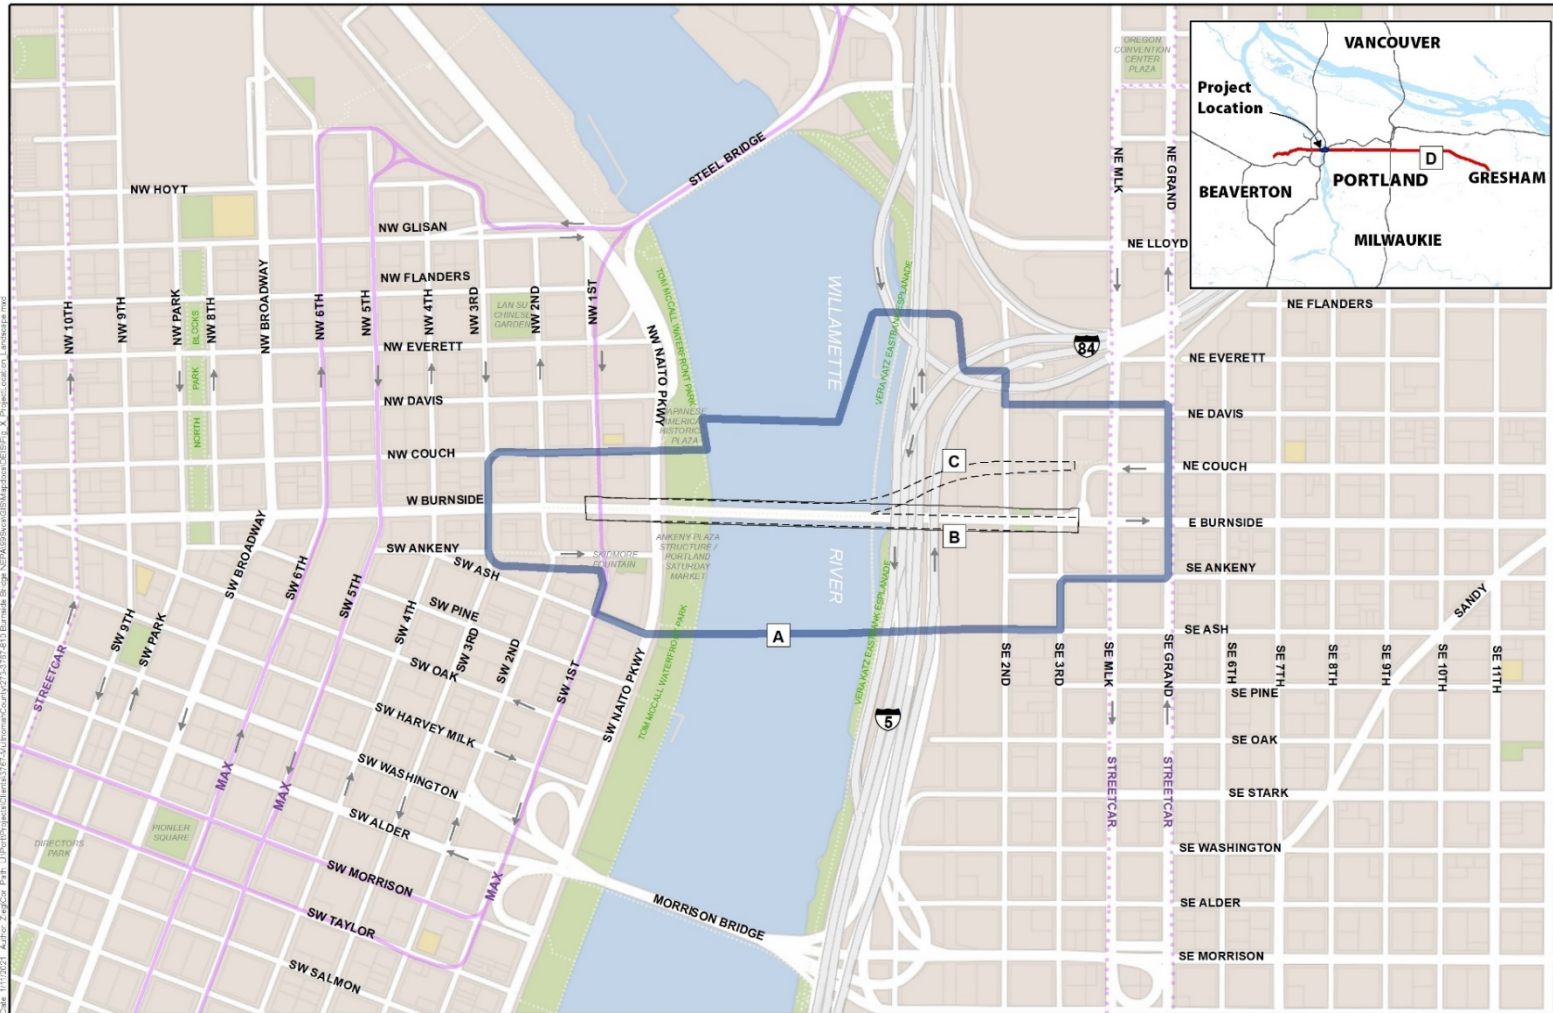 OREGON
CONVENTION
CENTER
PLAZA
VANCOUVER
Project
Location
D
BEAVERTON
PORTLAND
GRESHAM
MILWAUKIE
STEEL BRIDGE
NE MLK
NE GRAND
NW HOYT
NW GLISAN
NE LLOYD
NW FLANDERS
NE FLANDERS
NW 10TH
NW 9TH
NW PARK
NW 8TH
NW BROADWAY
NW 6TH
NW 5TH
NW 4TH
NW 3RD
NW 2ND
NW 1ST
LAN SU
CHINESE
GARDEN
NORTH
PARK
BLOCKS
TOM MCCALL WATERFRONT PARK
NW NAITO PKWY
WILLAMETTE
RIVER
VERA KATZ EASTBANK ESPLANADE
84
NW EVERETT
NE EVERETT
NW DAVIS
NE DAVIS
JAPANESE
AMERICAN
HISTORICAL
PLAZA
NW COUCH
C
NE COUCH
W BURNSIDE
E BURNSIDE
B
SW ANKENY
SKIDMORE
FOUNTAIN
ANKENY PLAZA
STRUCTURE /
PORTLAND
SATURDAY
MARKET
SE ANKENY
SW ASH
SANDY
SW BROADWAY
SW 6TH
SW 5TH
SW PINE
SW 9TH
SW PARK
SW 4TH
SW 3RD
SW 2ND
SW 1ST
SW NAITO PKWY
TOM MCCALL WATERFRONT PARK
A
VERA KATZ EASTBANK ESPLANADE
SE ASH
SE 2ND
SE 3RD
SE MLK
SE GRAND
SE 6TH
SE 7TH
SE 8TH
SE 9TH
SE 10TH
SE 11TH
STREETCAR
SW OAK
SE PINE
5
SW HARVEY MILK
SE OAK
MAX
MAX
SW WASHINGTON
STREETCAR
STREETCAR
SE STARK
SW ALDER
PIONEER
SQUARE
DIRECTORS
PARK
SE WASHINGTON
SW MORRISON
MAX
MORRISON BRIDGE
SE ALDER
SW TAYLOR
SE MORRISON
SW SALMON